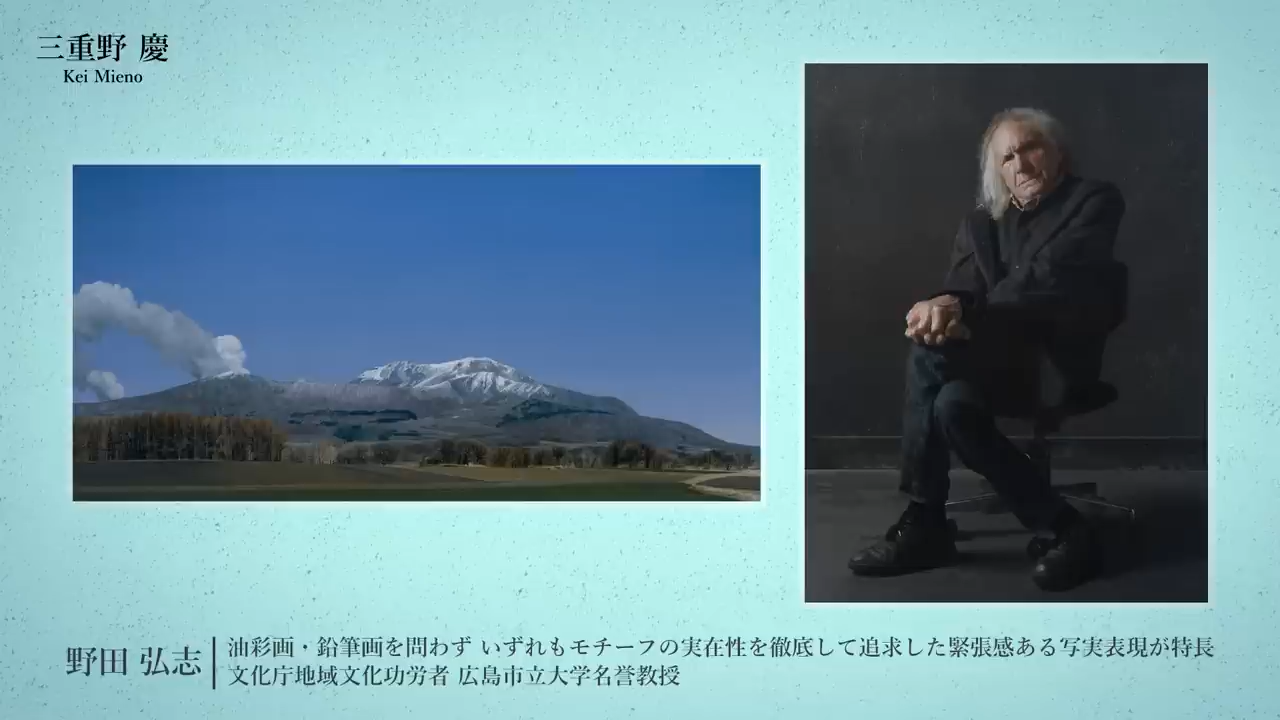 三重野 慶
Kei Mieno
野田 弘志
油彩画・鉛筆画を問わず いずれもモチーフの実在性を徹底して追求した緊張感ある写実表現が特長
文化庁地域文化功労者 広島市立大学名誉教授